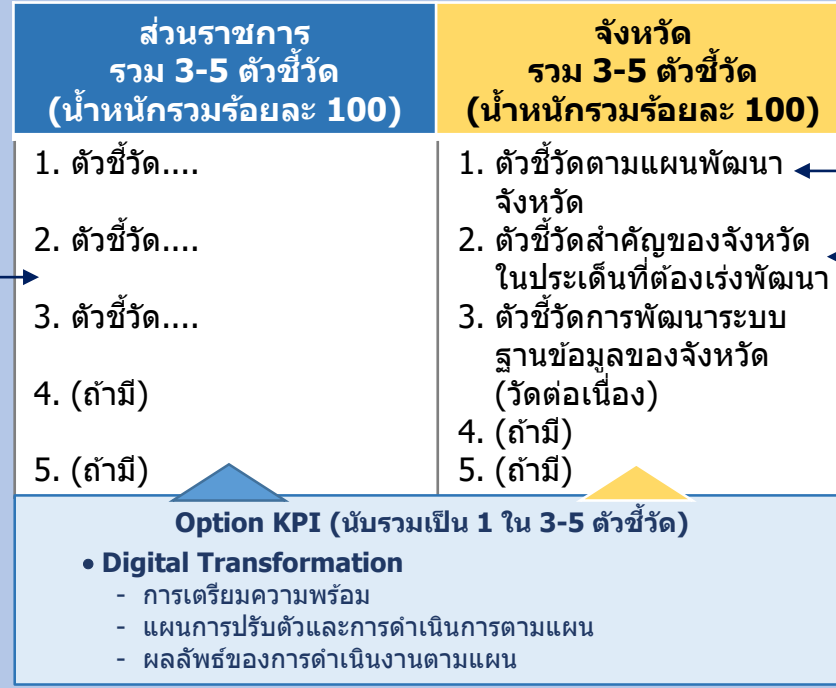 ส่วนราชการ
รวม 3-5 ตัวชี้วัด
(น้ำหนักรวมร้อยละ 100)
1. ตัวชี้วัด....
2. ตัวชี้วัด....
3. ตัวชี้วัด....
4. (ถ้ามี)
5. (ถ้ามี)
จังหวัด
รวม 3-5 ตัวชี้วัด
(น้ำหนักรวมร้อยละ 100)
1. ตัวชี้วัดตามแผนพัฒนา
จังหวัด
2. ตัวชี้วัดสำคัญของจังหวัด
ในประเด็นที่ต้องเร่งพัฒนา
3. ตัวชี้วัดการพัฒนาระบบ
ฐานข้อมูลของจังหวัด
(วัดต่อเนื่อง)
4. (ถ้ามี)
5. (ถ้ามี)
Option KPI (นับรวมเป็น 1 ใน 3-5 ตัวชี้วัด)
• Digital Transformation
- การเตรียมความพร้อม
- แผนการปรับตัวและการดำเนินการตามแผน
- ผลลัพธ์ของการดำเนินงานตามแผน